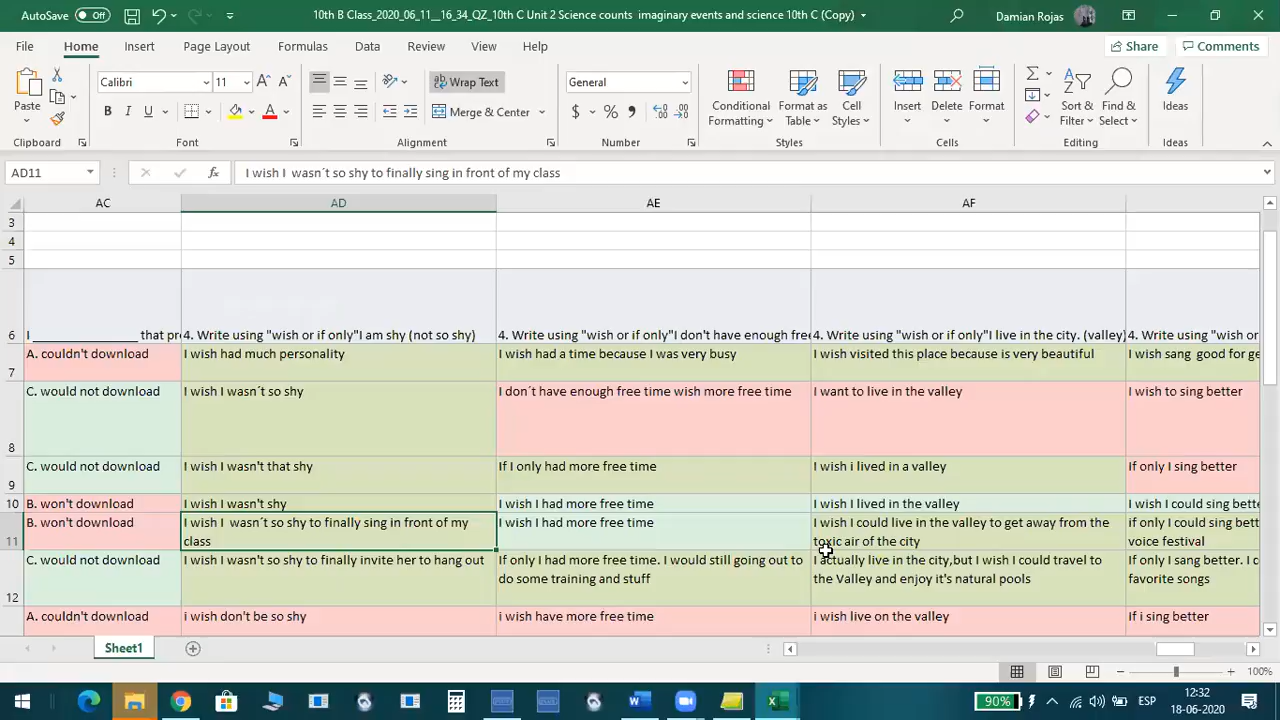 AutoSave Off 10th B Class_2020_06_11__16_34_QZ_10th C Unit 2 Science counts imaginary events and science 10th C (Copy) Damian Rojas
File Home Insert Page Layout Formulas Data Review View Help Share Comments
Calibri 11 Wrap Text General
Paste B I U Merge & Center $ % Conditional Format as Cell Insert Delete Format Sort & Find & Ideas
Formatting Table Styles Filter Select
Clipboard Font Alignment Number Styles Cells Editing Ideas
AD11 fx I wish I wasn´t so shy to finally sing in front of my class
AC AD AE AF
3
4
5
6 I ______________ that pr 4. Write using "wish or if only"I am shy (not so shy) 4. Write using "wish or if only"I don't have enough free 4. Write using "wish or if only"I live in the city. (valley) 4. Write using "wish or
7 A. couldn't download I wish had much personality I wish had a time because I was very busy I wish visited this place because is very beautiful I wish sang good for ge
8 C. would not download I wish I wasn´t so shy I don´t have enough free time wish more free time I want to live in the valley I wish to sing better
9 C. would not download I wish I wasn't that shy If I only had more free time I wish i lived in a valley if only I sing better
10 B. won't download I wish I wasn't shy I wish I had more free time I wish I lived in the valley I wish I could sing bette
11 B. won't download I wish I wasn´t so shy to finally sing in front of my I wish I had more free time I wish I could live in the valley to get away from the if only I could sing bett
class toxic air of the city voice festival
12 C. would not download I wish I wasn't so shy to finally invite her to hang out If only I had more free time. I would still going out to I actually live in the city,but I wish I could travel to If only I sang better. I c
do some training and stuff the Valley and enjoy it's natural pools favorite songs
A. couldn't download i wish don't be so shy i wish have more free time i wish live on the valley If i sing better
Sheet1
100%
90% ESP 12:32
18-06-2020